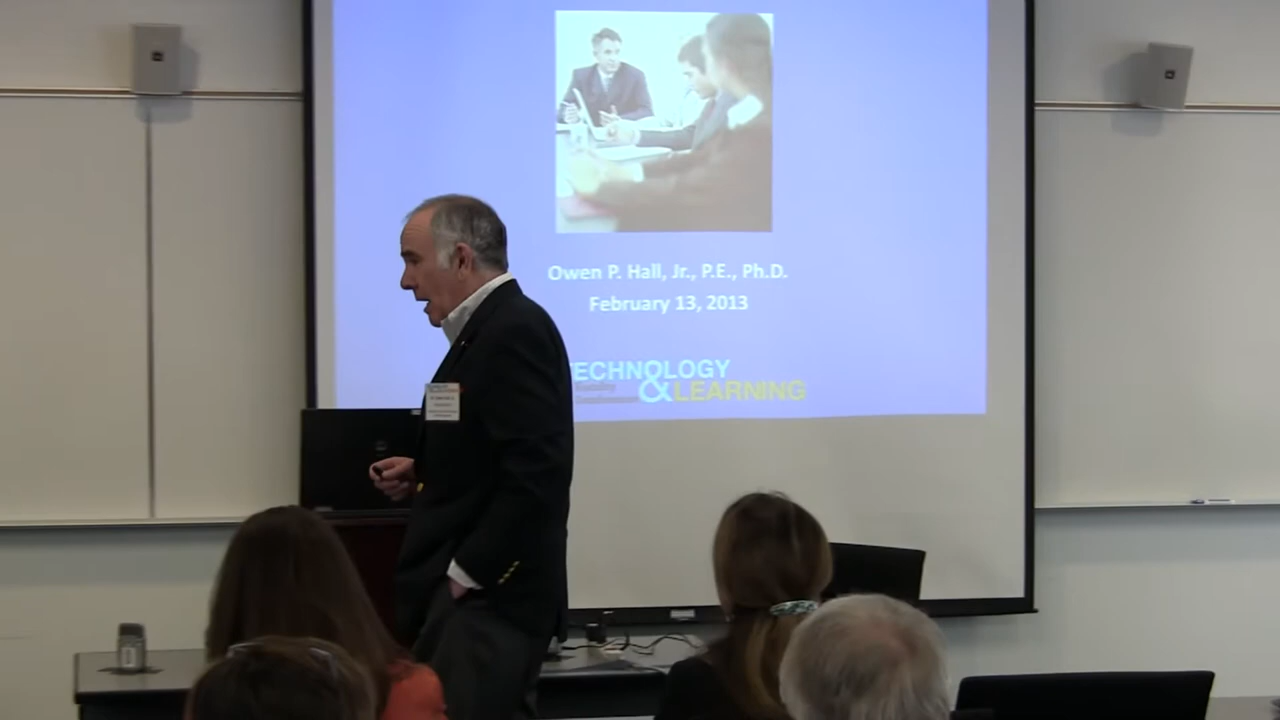 Owen P. Hall, Jr., P.E., Ph.D.
February 13, 2013
TECHNOLOGY
& LEARNING